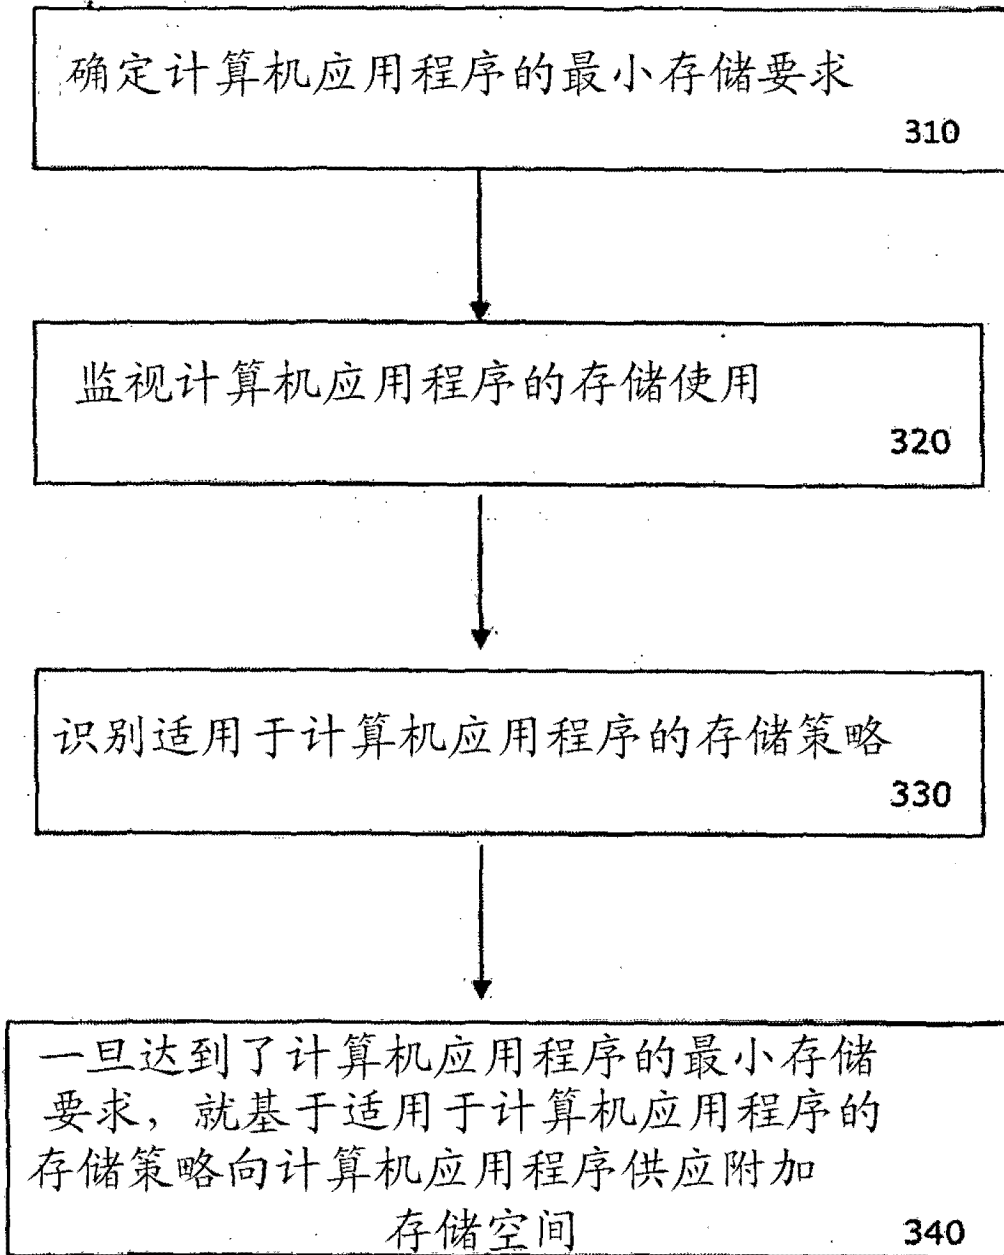 确定计算机应用程序的最小存储要求
310
监视计算机应用程序的存储使用
320
识别适用于计算机应用程序的存储策略
330
一旦达到了计算机应用程序的最小存储
要求，就基于适用于计算机应用程序的
存储策略向计算机应用程序供应附加
存储空间
340